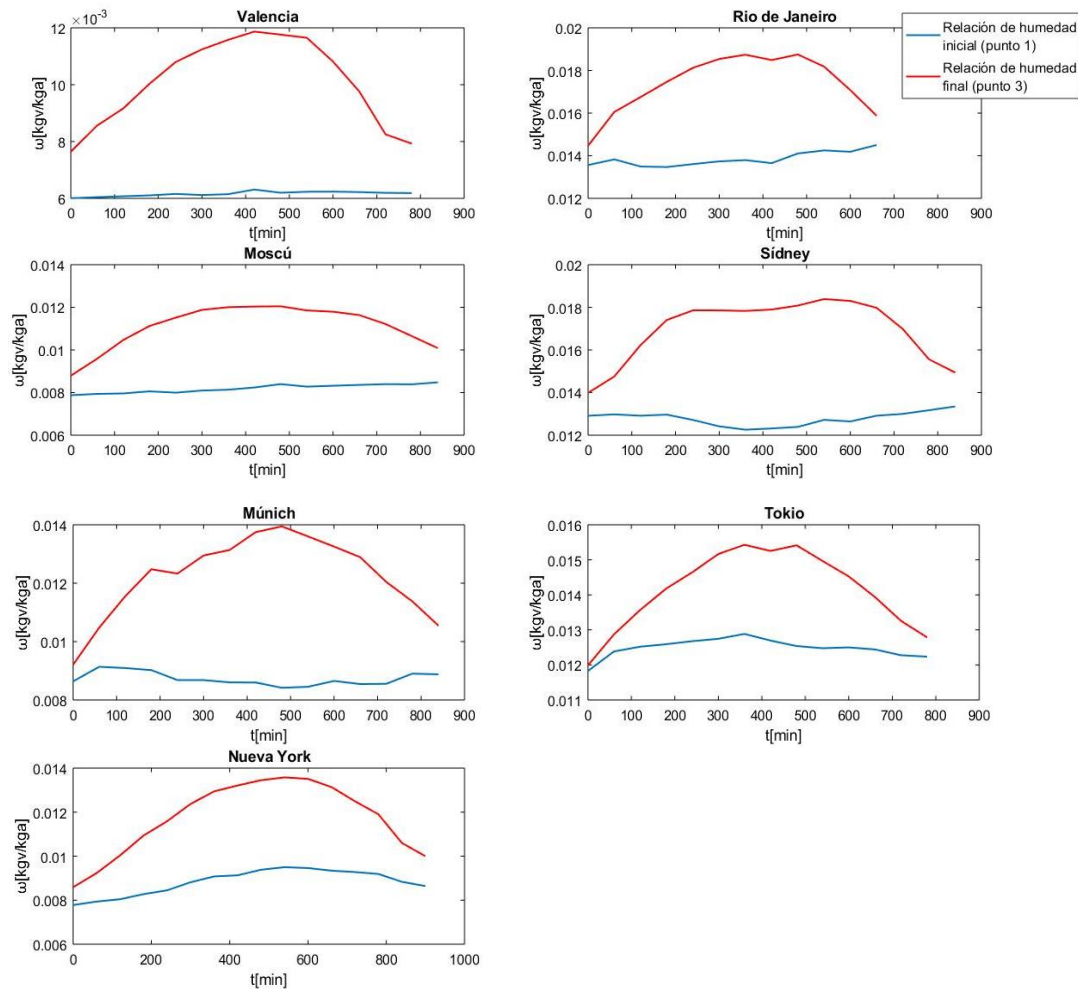 Valencia
×10⁻³
12
10
8
6
ω[kgv/kga]
0 100 200 300 400 500 600 700 800 900
t[min]
Rio de Janeiro
0.02
0.018
0.016
0.014
0.012
ω[kgv/kga]
0 100 200 300 400 500 600 700 800 900
t[min]
Relación de humedad
inicial (punto 1)
Relación de humedad
final (punto 3)
Moscú
0.014
0.012
0.01
0.008
0.006
ω[kgv/kga]
0 100 200 300 400 500 600 700 800 900
t[min]
Sídney
0.02
0.018
0.016
0.014
0.012
ω[kgv/kga]
0 100 200 300 400 500 600 700 800 900
t[min]
Múnich
0.014
0.012
0.01
0.008
ω[kgv/kga]
0 100 200 300 400 500 600 700 800 900
t[min]
Tokio
0.016
0.015
0.014
0.013
0.012
0.011
ω[kgv/kga]
0 100 200 300 400 500 600 700 800 900
t[min]
Nueva York
0.014
0.012
0.01
0.008
0.006
ω[kgv/kga]
0 200 400 600 800 1000
t[min]